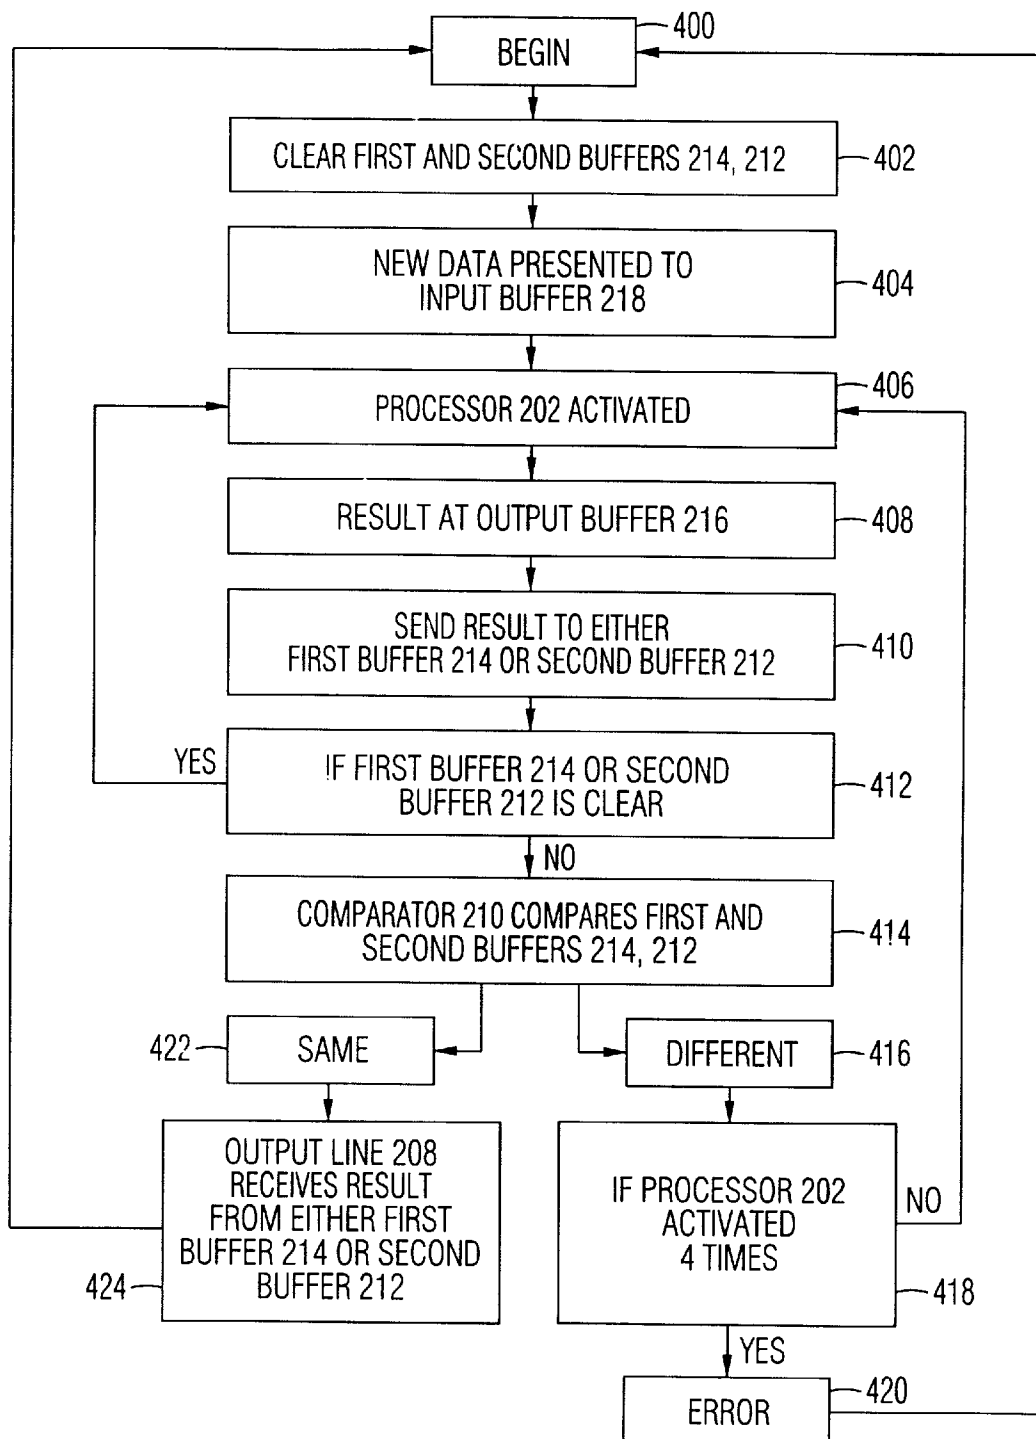 400
BEGIN
CLEAR FIRST AND SECOND BUFFERS 214, 212
402
NEW DATA PRESENTED TO
INPUT BUFFER 218
404
406
PROCESSOR 202 ACTIVATED
RESULT AT OUTPUT BUFFER 216
408
SEND RESULT TO EITHER
FIRST BUFFER 214 OR SECOND BUFFER 212
410
YES
IF FIRST BUFFER 214 OR SECOND
BUFFER 212 IS CLEAR
412
NO
COMPARATOR 210 COMPARES FIRST AND
SECOND BUFFERS 214, 212
414
422
SAME
DIFFERENT
416
OUTPUT LINE 208
RECEIVES RESULT
FROM EITHER FIRST
BUFFER 214 OR SECOND
BUFFER 212
424
IF PROCESSOR 202
ACTIVATED
4 TIMES
NO
418
YES
420
ERROR